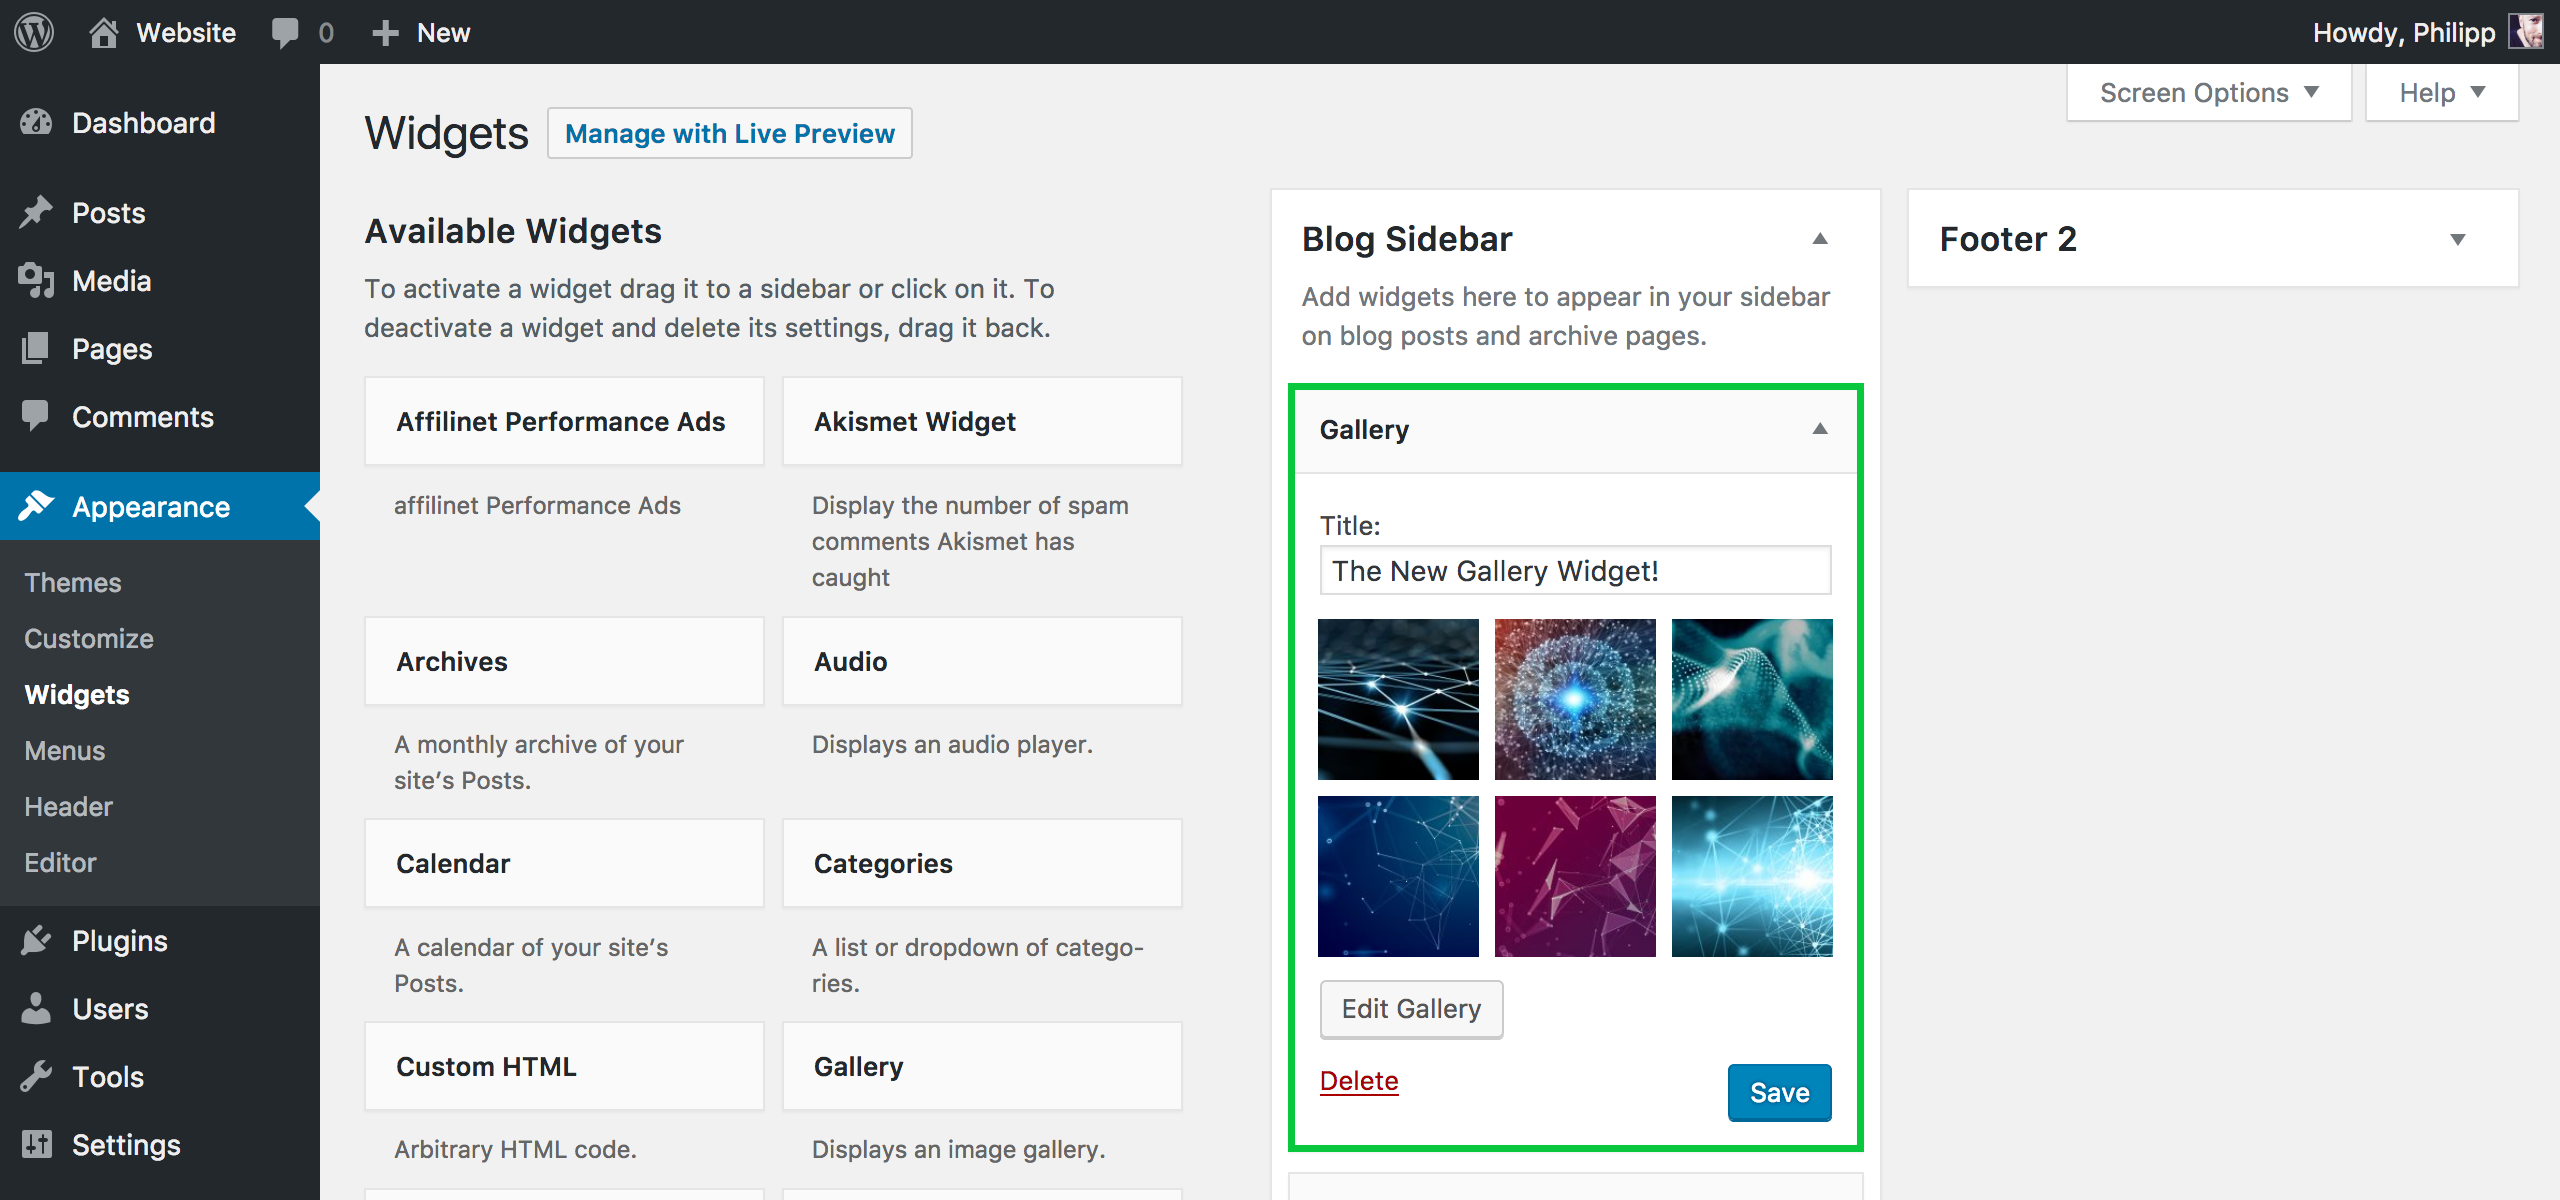 Website
0
New
Howdy, Philipp
Screen Options
Help
Dashboard
Posts
Media
Pages
Comments
Appearance
Themes
Customize
Widgets
Menus
Header
Editor
Plugins
Users
Tools
Settings
Widgets
Manage with Live Preview
Available Widgets
To activate a widget drag it to a sidebar or click on it. To
deactivate a widget and delete its settings, drag it back.
Affilinet Performance Ads
affilinet Performance Ads
Akismet Widget
Display the number of spam
comments Akismet has
caught
Archives
A monthly archive of your
site’s Posts.
Audio
Displays an audio player.
Calendar
A calendar of your site’s
Posts.
Categories
A list or dropdown of catego-
ries.
Custom HTML
Arbitrary HTML code.
Gallery
Displays an image gallery.
Blog Sidebar
Add widgets here to appear in your sidebar
on blog posts and archive pages.
Gallery
Title:
The New Gallery Widget!
Edit Gallery
Delete
Save
Footer 2